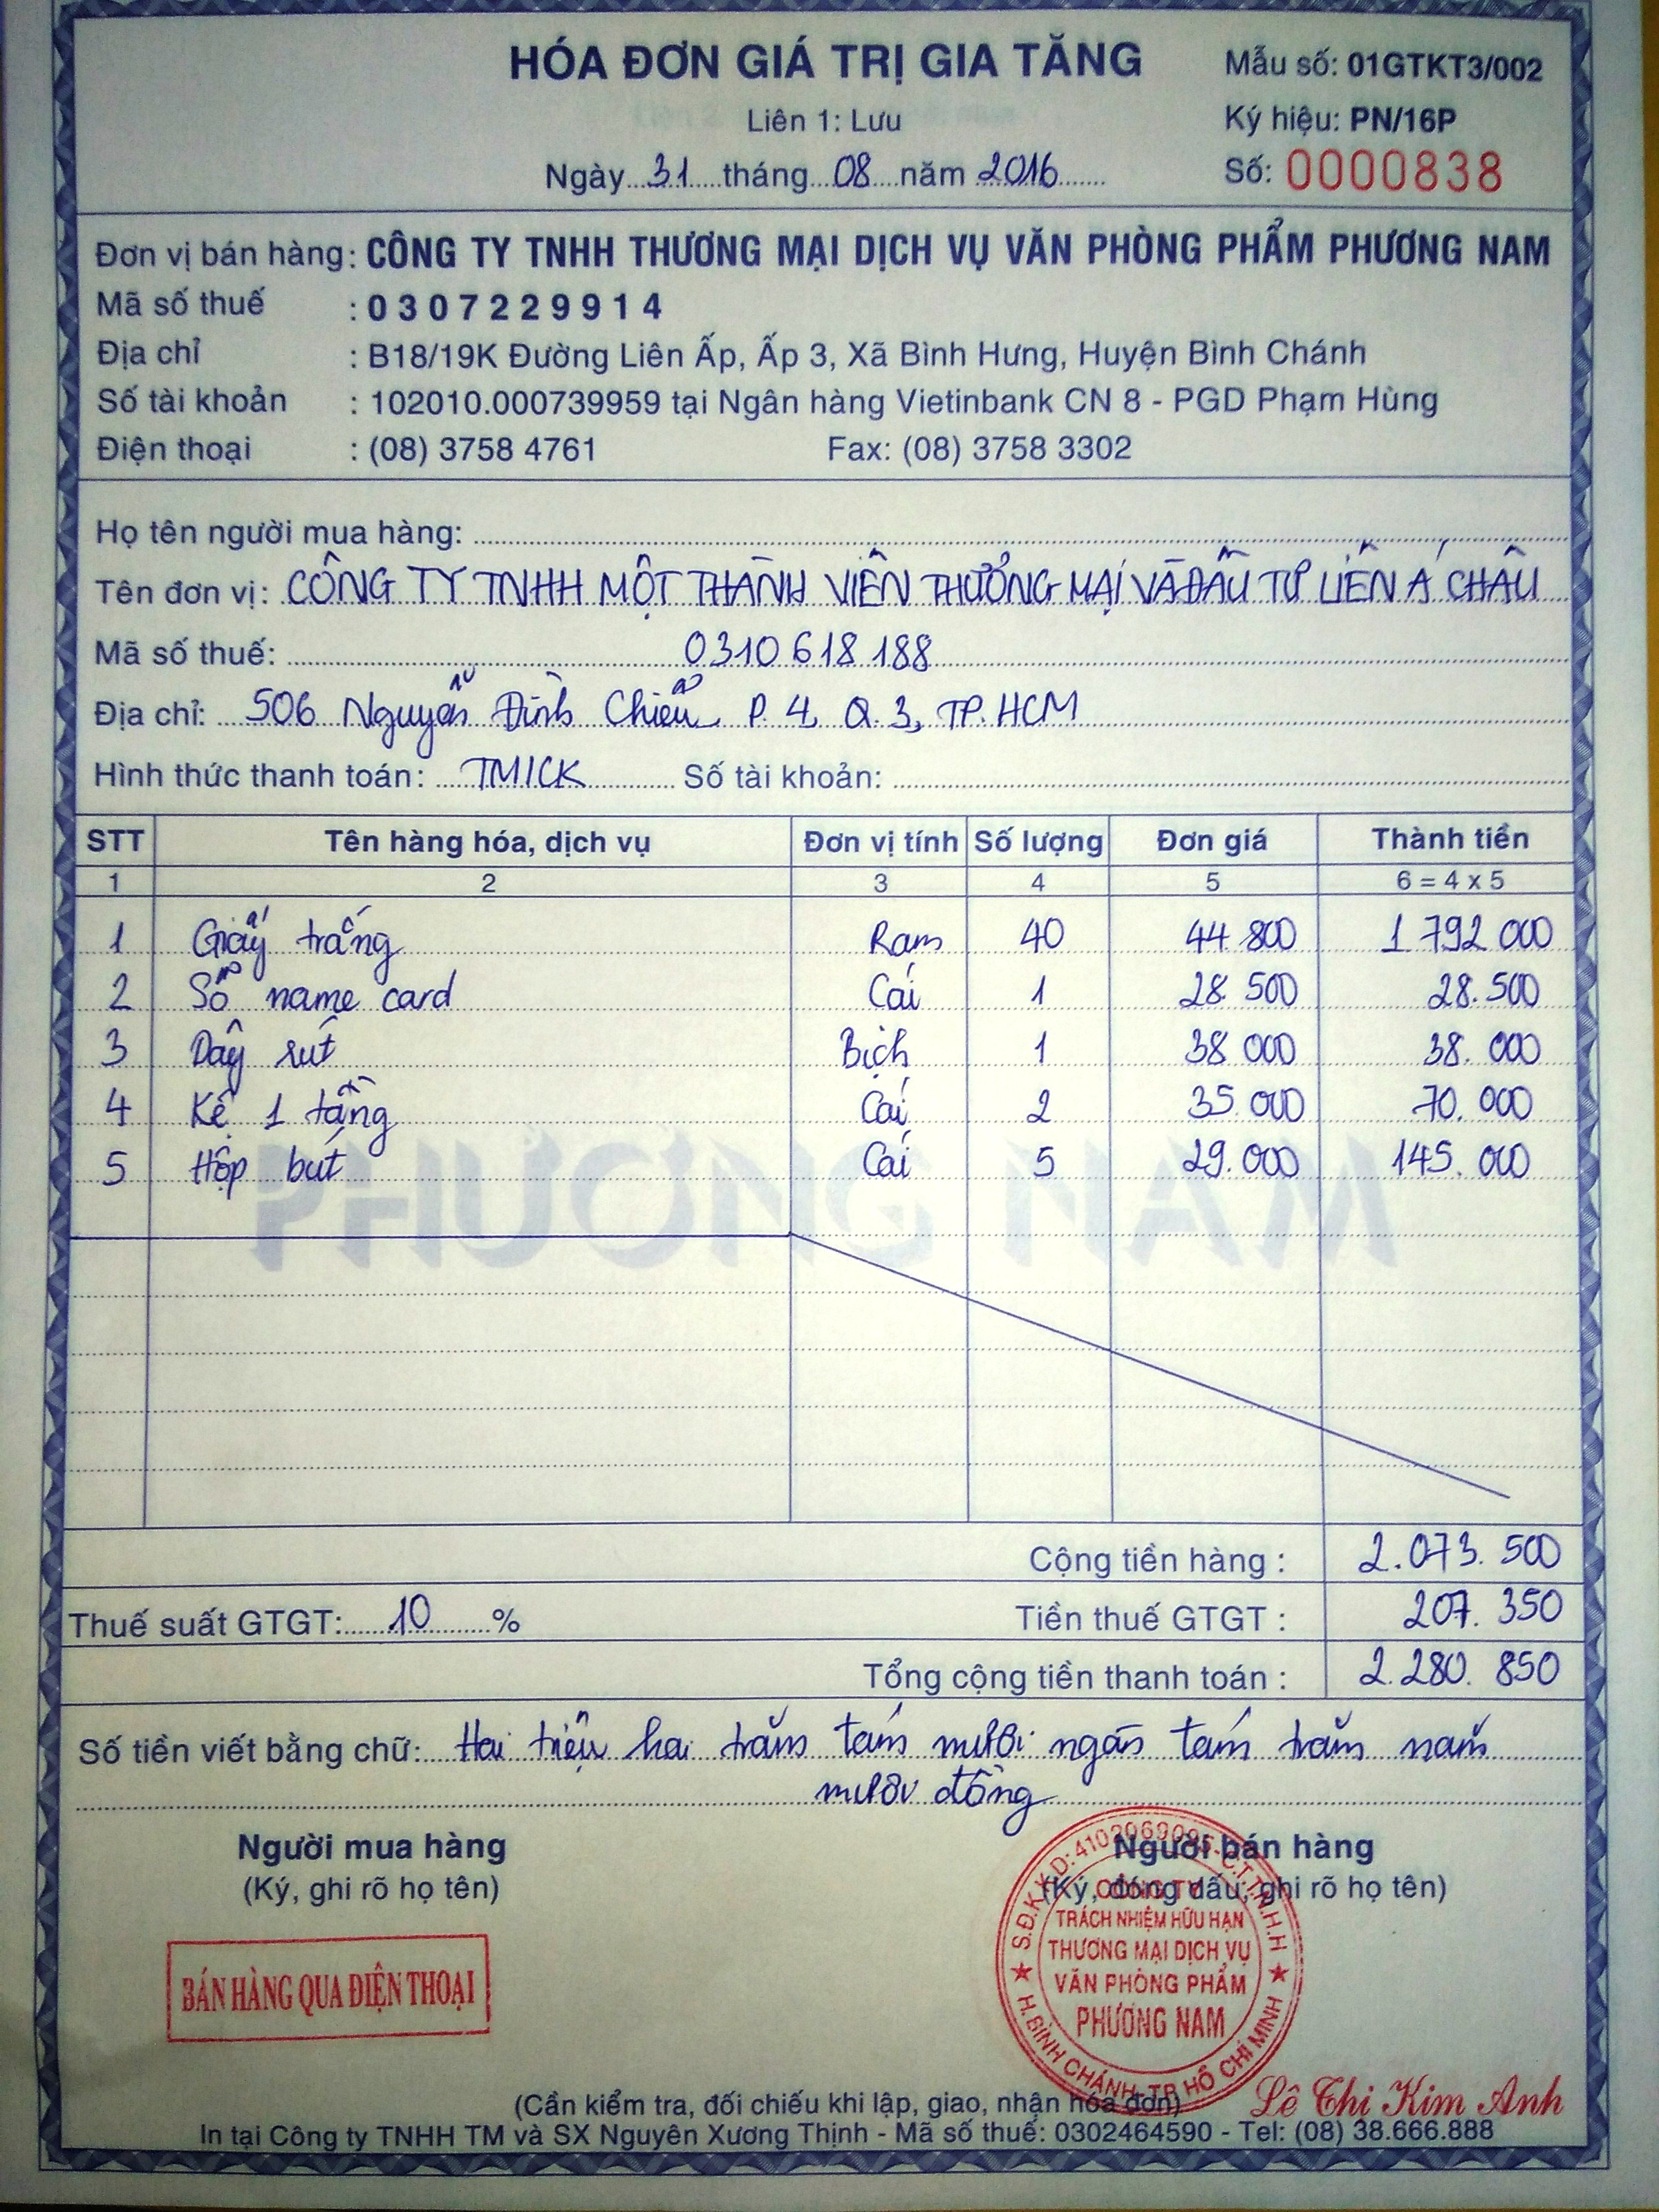 HÓA ĐƠN GIÁ TRỊ GIA TĂNG
Mẫu số: 01GTKT3/002
Liên 1: Lưu
Ký hiệu: PN/16P
Ngày 31 tháng 08 năm 2016
Số: 0000838
Đơn vị bán hàng: CÔNG TY TNHH THƯƠNG MẠI DỊCH VỤ VĂN PHÒNG PHẨM PHƯƠNG NAM
Mã số thuế : 0307229914
Địa chỉ : B18/19K Đường Liên Ấp, Ấp 3, Xã Bình Hưng, Huyện Bình Chánh
Số tài khoản : 102010.000739959 tại Ngân hàng Vietinbank CN 8 - PGD Phạm Hùng
Điện thoại : (08) 3758 4761 Fax: (08) 3758 3302
Họ tên người mua hàng:
Tên đơn vị: CÔNG TY TNHH MỘT THÀNH VIÊN THƯƠNG MẠI VÀ ĐẦU TƯ LIÊN Á CHÂU
Mã số thuế: 0310618188
Địa chỉ: 506 Nguyễn Đình Chiểu P. 4, Q. 3, TP. HCM
Hình thức thanh toán: TM/CK Số tài khoản:
STT Tên hàng hóa, dịch vụ Đơn vị tính Số lượng Đơn giá Thành tiền
1 2 3 4 5 6 = 4 x 5
1 Giấy trắng Ram 40 44.800 1.792.000
2 Sổ name card Cái 1 28.500 28.500
3 Dây rút Bịch 1 38.000 38.000
4 Kệ 1 tầng Cái 2 35.000 70.000
5 Hộp bút Cái 5 29.000 145.000
PHƯƠNG NAM
Cộng tiền hàng : 2.073.500
Thuế suất GTGT: 10 % Tiền thuế GTGT : 207.350
Tổng cộng tiền thanh toán : 2.280.850
Số tiền viết bằng chữ: Hai triệu hai trăm tám mươi ngàn tám trăm năm
mươi đồng
Người mua hàng
(Ký, ghi rõ họ tên)
Người bán hàng
(Ký, đóng dấu, ghi rõ họ tên)
BÁN HÀNG QUA ĐIỆN THOẠI
S.Đ.K.K.D: 4102069095-C.T.T.N.H.H
CÔNG TY
TRÁCH NHIỆM HỮU HẠN
THƯƠNG MẠI DỊCH VỤ
VĂN PHÒNG PHẨM
PHƯƠNG NAM
H.BÌNH CHÁNH-TP HỒ CHÍ MINH
Lê Thi Kim Anh
(Cần kiểm tra, đối chiếu khi lập, giao, nhận hóa đơn)
In tại Công ty TNHH TM và SX Nguyên Xương Thịnh - Mã số thuế: 0302464590 - Tel: (08) 38.666.888